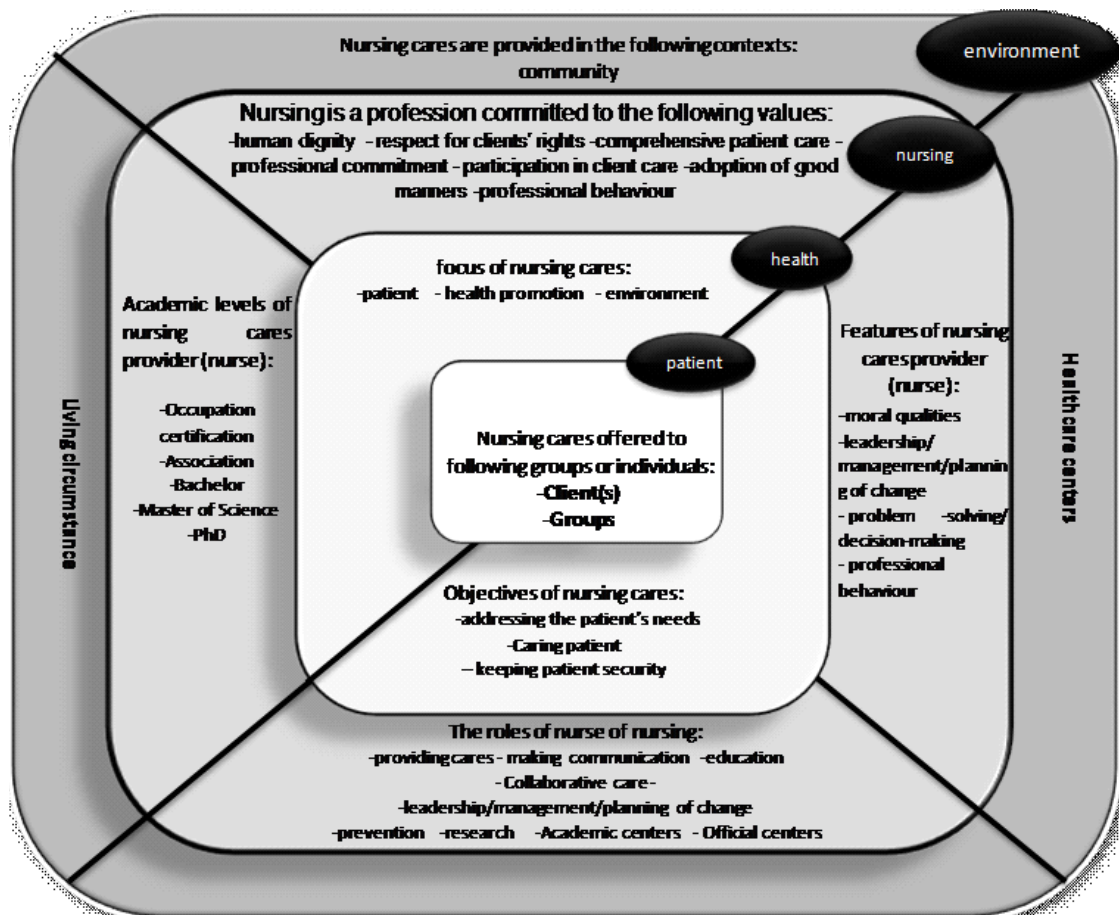 environment
Nursing cares are provided in the following contexts:
community
Nursing is a profession committed to the following values:
-human dignity -respect for clients' rights -comprehensive patient care -
professional commitment -participation in client care -adoption of good
manners -professional behaviour
nursing
health
focus of nursing cares:
-patient - health promotion - environment
patient
Nursing cares offered to
following groups or individuals:
-Client(s)
-Groups
Objectives of nursing cares:
-addressing the patient's needs
-Caring patient
– keeping patient security
Academic levels of
nursing cares
provider (nurse):
-Occupation
certification
-Association
-Bachelor
-Master of Science
-PhD
Living circumstance
Features of nursing
cares provider
(nurse):
-moral qualities
-leadership/
management/plannin
g of change
- problem -solving/
decision-making
- professional
behaviour
Healthcare centers
The roles of nurse of nursing:
-providing cares - making communication -education
- Collaborative care-
-leadership/management/planning of change
-prevention -research -Academic centers - Official centers